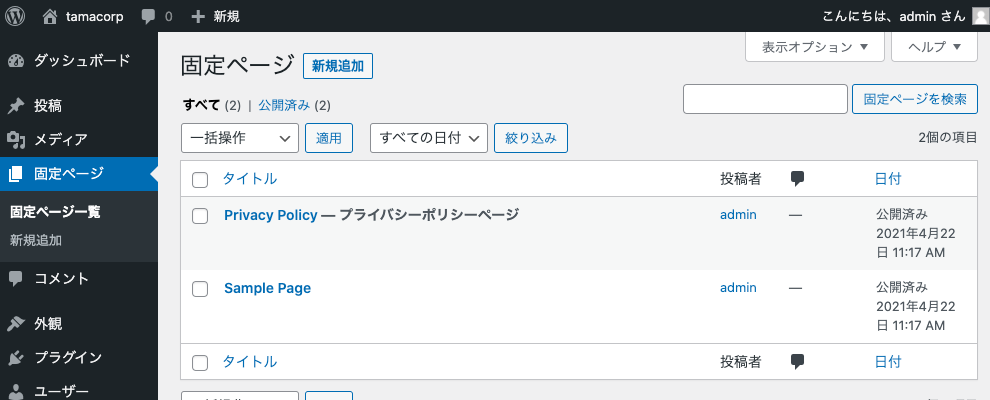 tamacorp 0 新規 こんにちは、admin さん
表示オプション ヘルプ
ダッシュボード
投稿
メディア
固定ページ
固定ページ一覧
新規追加
コメント
外観
プラグイン
ユーザー
固定ページ 新規追加
すべて (2) | 公開済み (2)
固定ページを検索
一括操作 適用 すべての日付 絞り込み 2個の項目
タイトル 投稿者 日付
Privacy Policy — プライバシーポリシーページ admin — 公開済み
2021年4月22
日 11:17 AM
Sample Page admin — 公開済み
2021年4月22
日 11:17 AM
タイトル 投稿者 日付